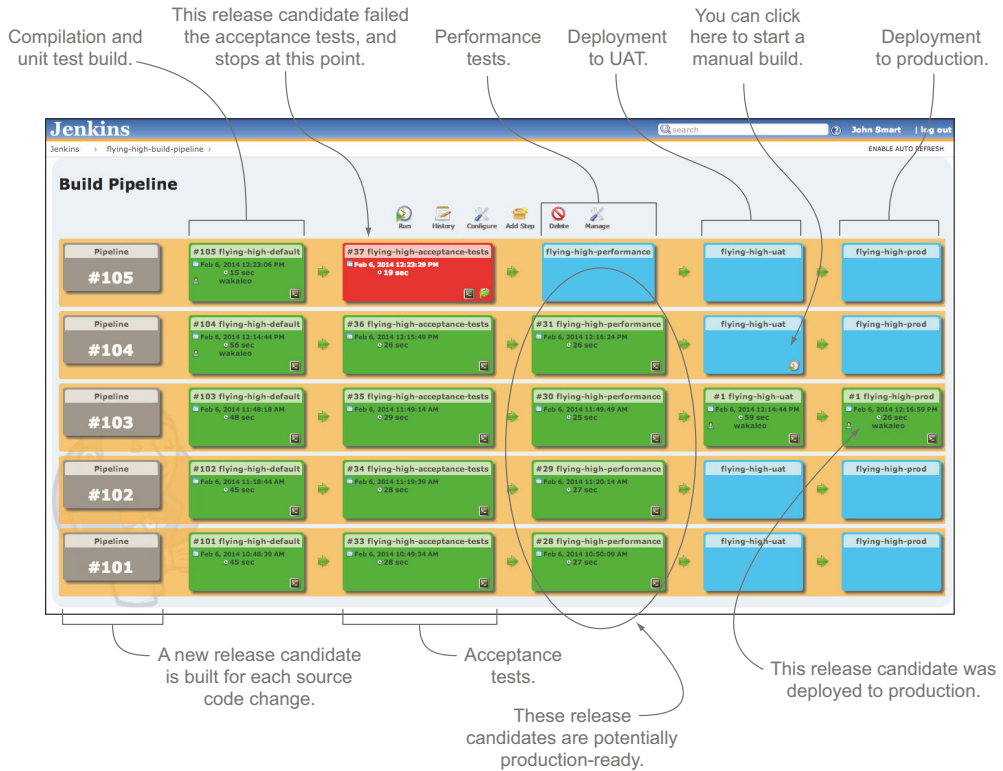 Compilation and
unit test build.
This release candidate failed
the acceptance tests, and
stops at this point.
Performance
tests.
Deployment
to UAT.
You can click
here to start a
manual build.
Deployment
to production.
Jenkins
search
John Smart | log out
Jenkins flying-high-build-pipeline
ENABLE AUTO REFRESH
Build Pipeline
Run History Configure Add Step Delete Manage
Pipeline
#105
#105 flying-high-default
Feb 6, 2014 12:23:06 PM
15 sec
wakaleo
#37 flying-high-acceptance-tests
Feb 6, 2014 12:23:29 PM
19 sec
flying-high-performance
flying-high-uat
flying-high-prod
Pipeline
#104
#104 flying-high-default
Feb 6, 2014 12:14:44 PM
56 sec
wakaleo
#36 flying-high-acceptance-tests
Feb 6, 2014 12:15:49 PM
26 sec
#31 flying-high-performance
Feb 6, 2014 12:16:24 PM
26 sec
flying-high-uat
flying-high-prod
Pipeline
#103
#103 flying-high-default
Feb 6, 2014 11:48:18 AM
48 sec
#35 flying-high-acceptance-tests
Feb 6, 2014 11:49:14 AM
29 sec
#30 flying-high-performance
Feb 6, 2014 11:49:49 AM
25 sec
#1 flying-high-uat
Feb 6, 2014 12:14:44 PM
59 sec
wakaleo
#1 flying-high-prod
Feb 6, 2014 12:16:59 PM
26 sec
wakaleo
Pipeline
#102
#102 flying-high-default
Feb 6, 2014 11:18:44 AM
45 sec
#34 flying-high-acceptance-tests
Feb 6, 2014 11:19:39 AM
28 sec
#29 flying-high-performance
Feb 6, 2014 11:20:14 AM
27 sec
flying-high-uat
flying-high-prod
Pipeline
#101
#101 flying-high-default
Feb 6, 2014 10:48:39 AM
45 sec
#33 flying-high-acceptance-tests
Feb 6, 2014 10:49:34 AM
28 sec
#28 flying-high-performance
Feb 6, 2014 10:50:09 AM
27 sec
flying-high-uat
flying-high-prod
A new release candidate
is built for each source
code change.
Acceptance
tests.
These release
candidates are potentially
production-ready.
This release candidate was
deployed to production.